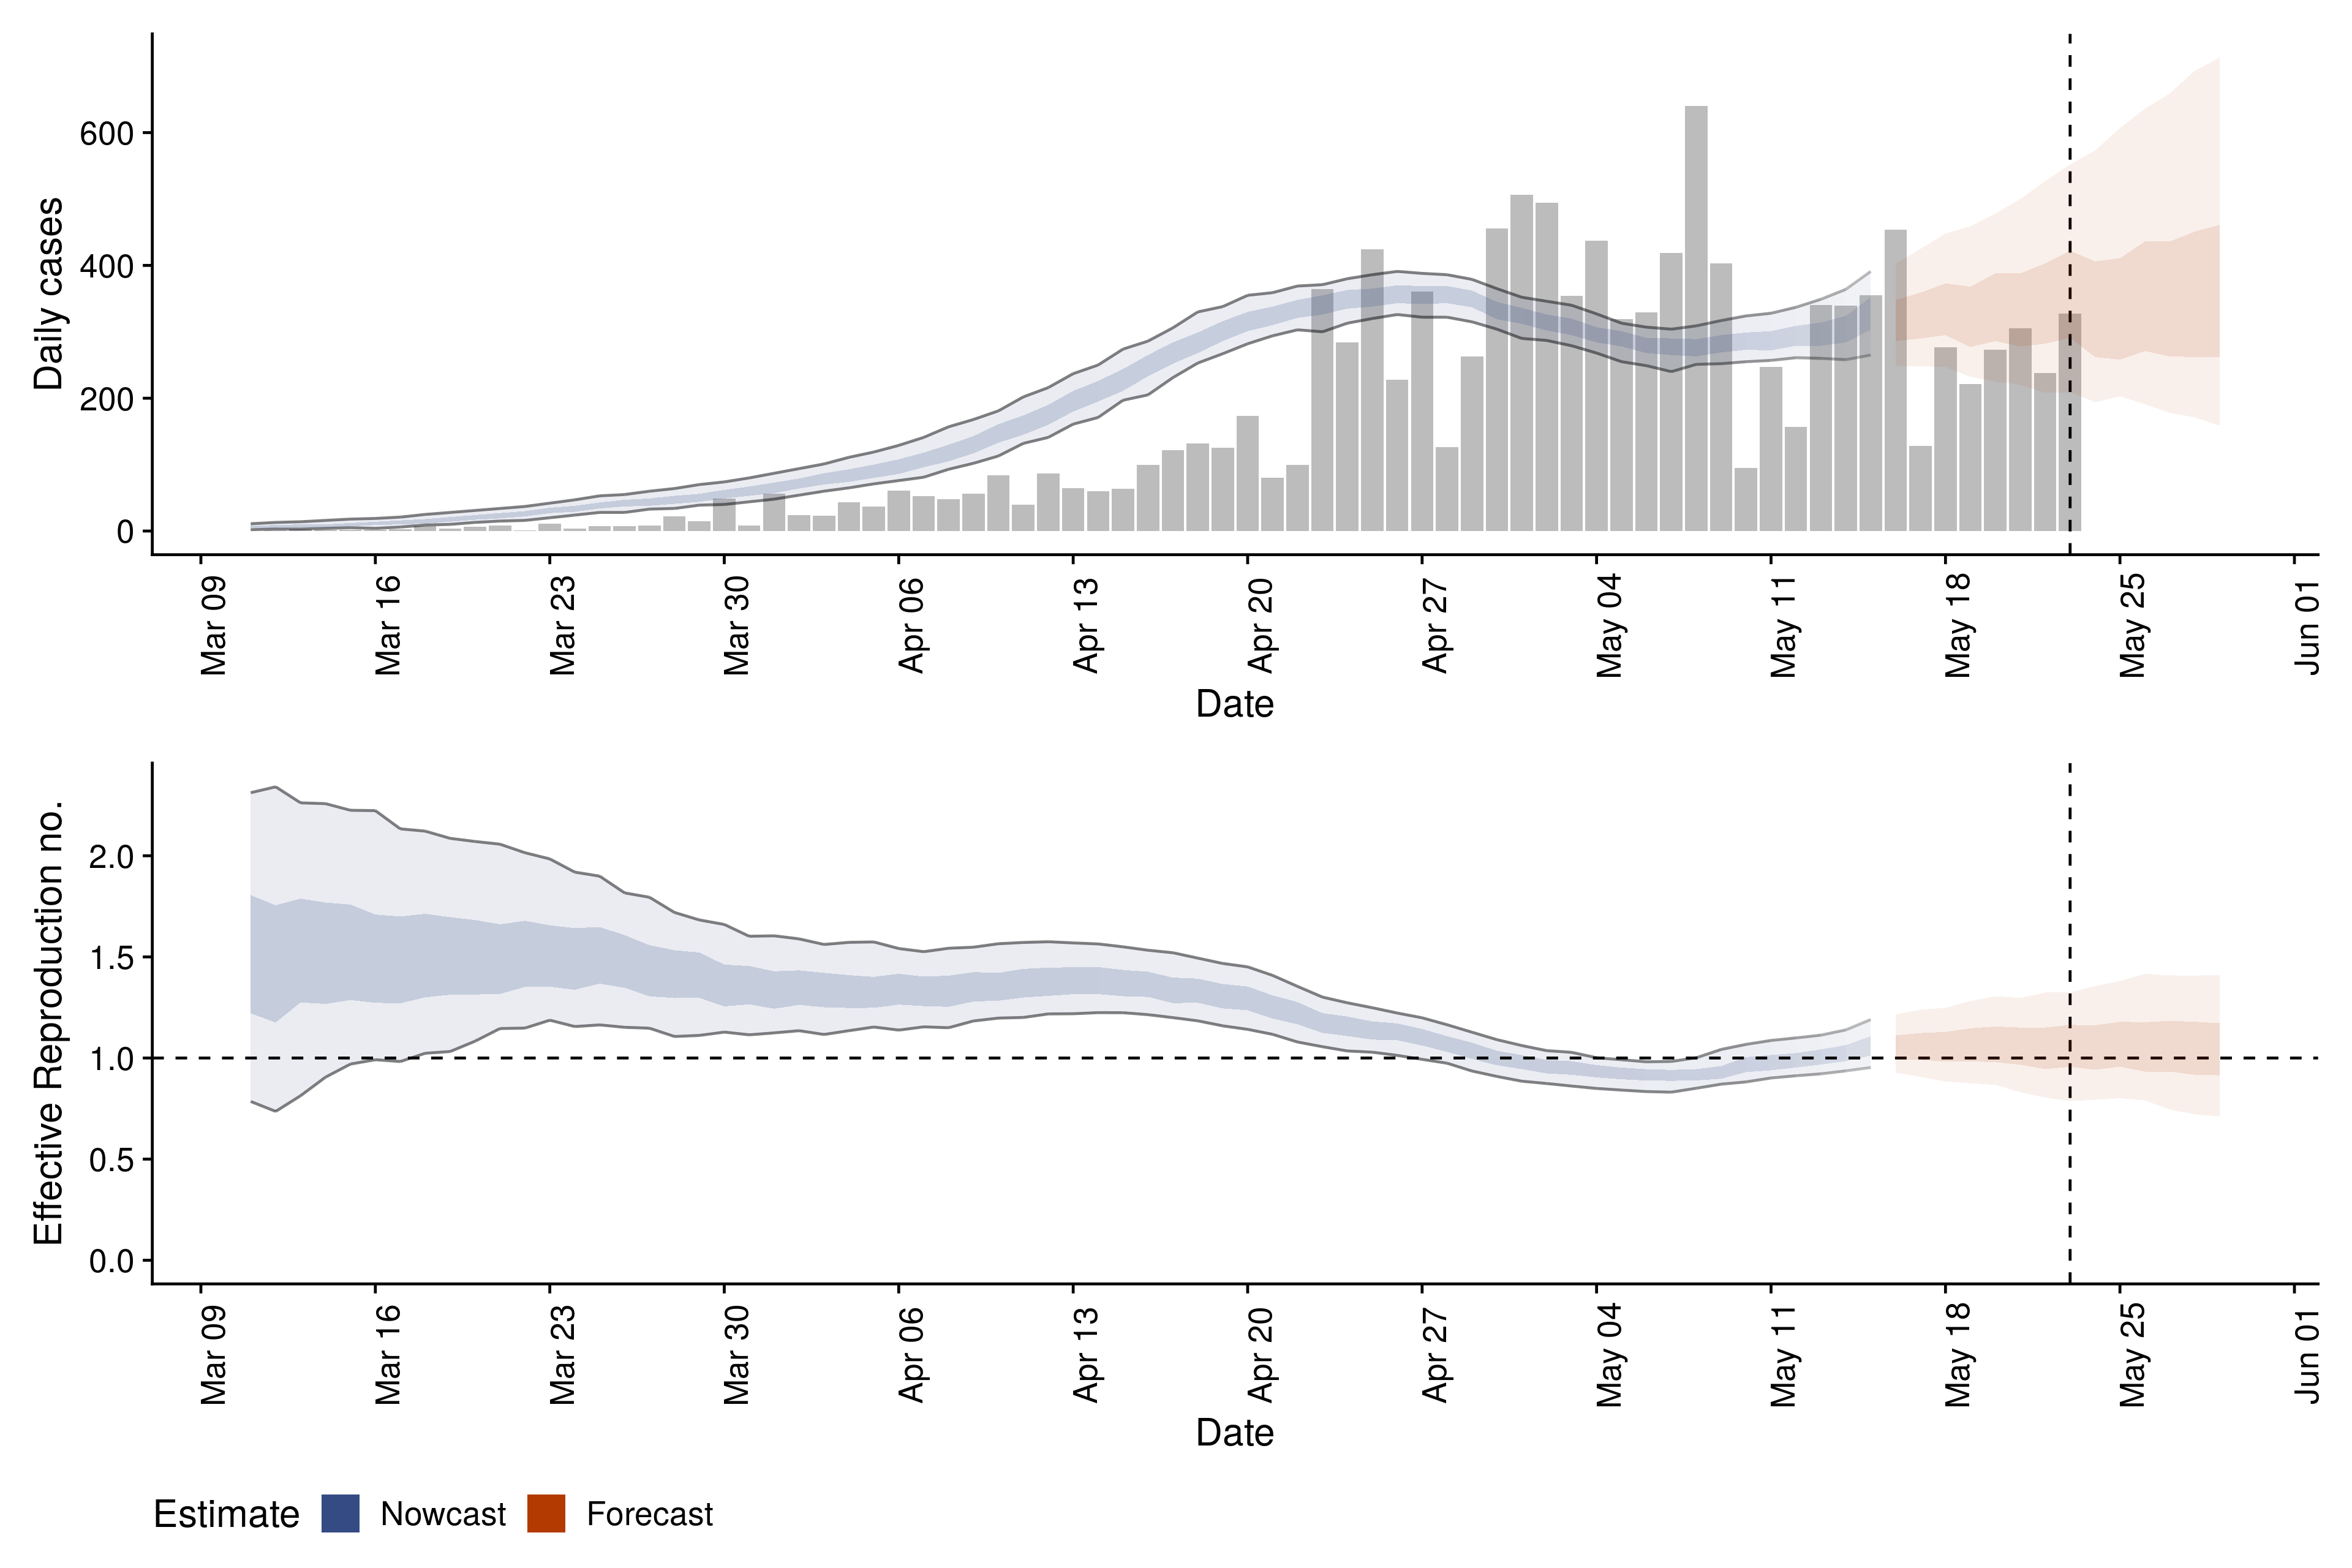 Daily cases
600
400
200
0
Mar 09
Mar 16
Mar 23
Mar 30
Apr 06
Apr 13
Apr 20
Apr 27
May 04
May 11
May 18
May 25
Jun 01
Date
Effective Reproduction no.
2.0
1.5
1.0
0.5
0.0
Mar 09
Mar 16
Mar 23
Mar 30
Apr 06
Apr 13
Apr 20
Apr 27
May 04
May 11
May 18
May 25
Jun 01
Date
Estimate Nowcast Forecast